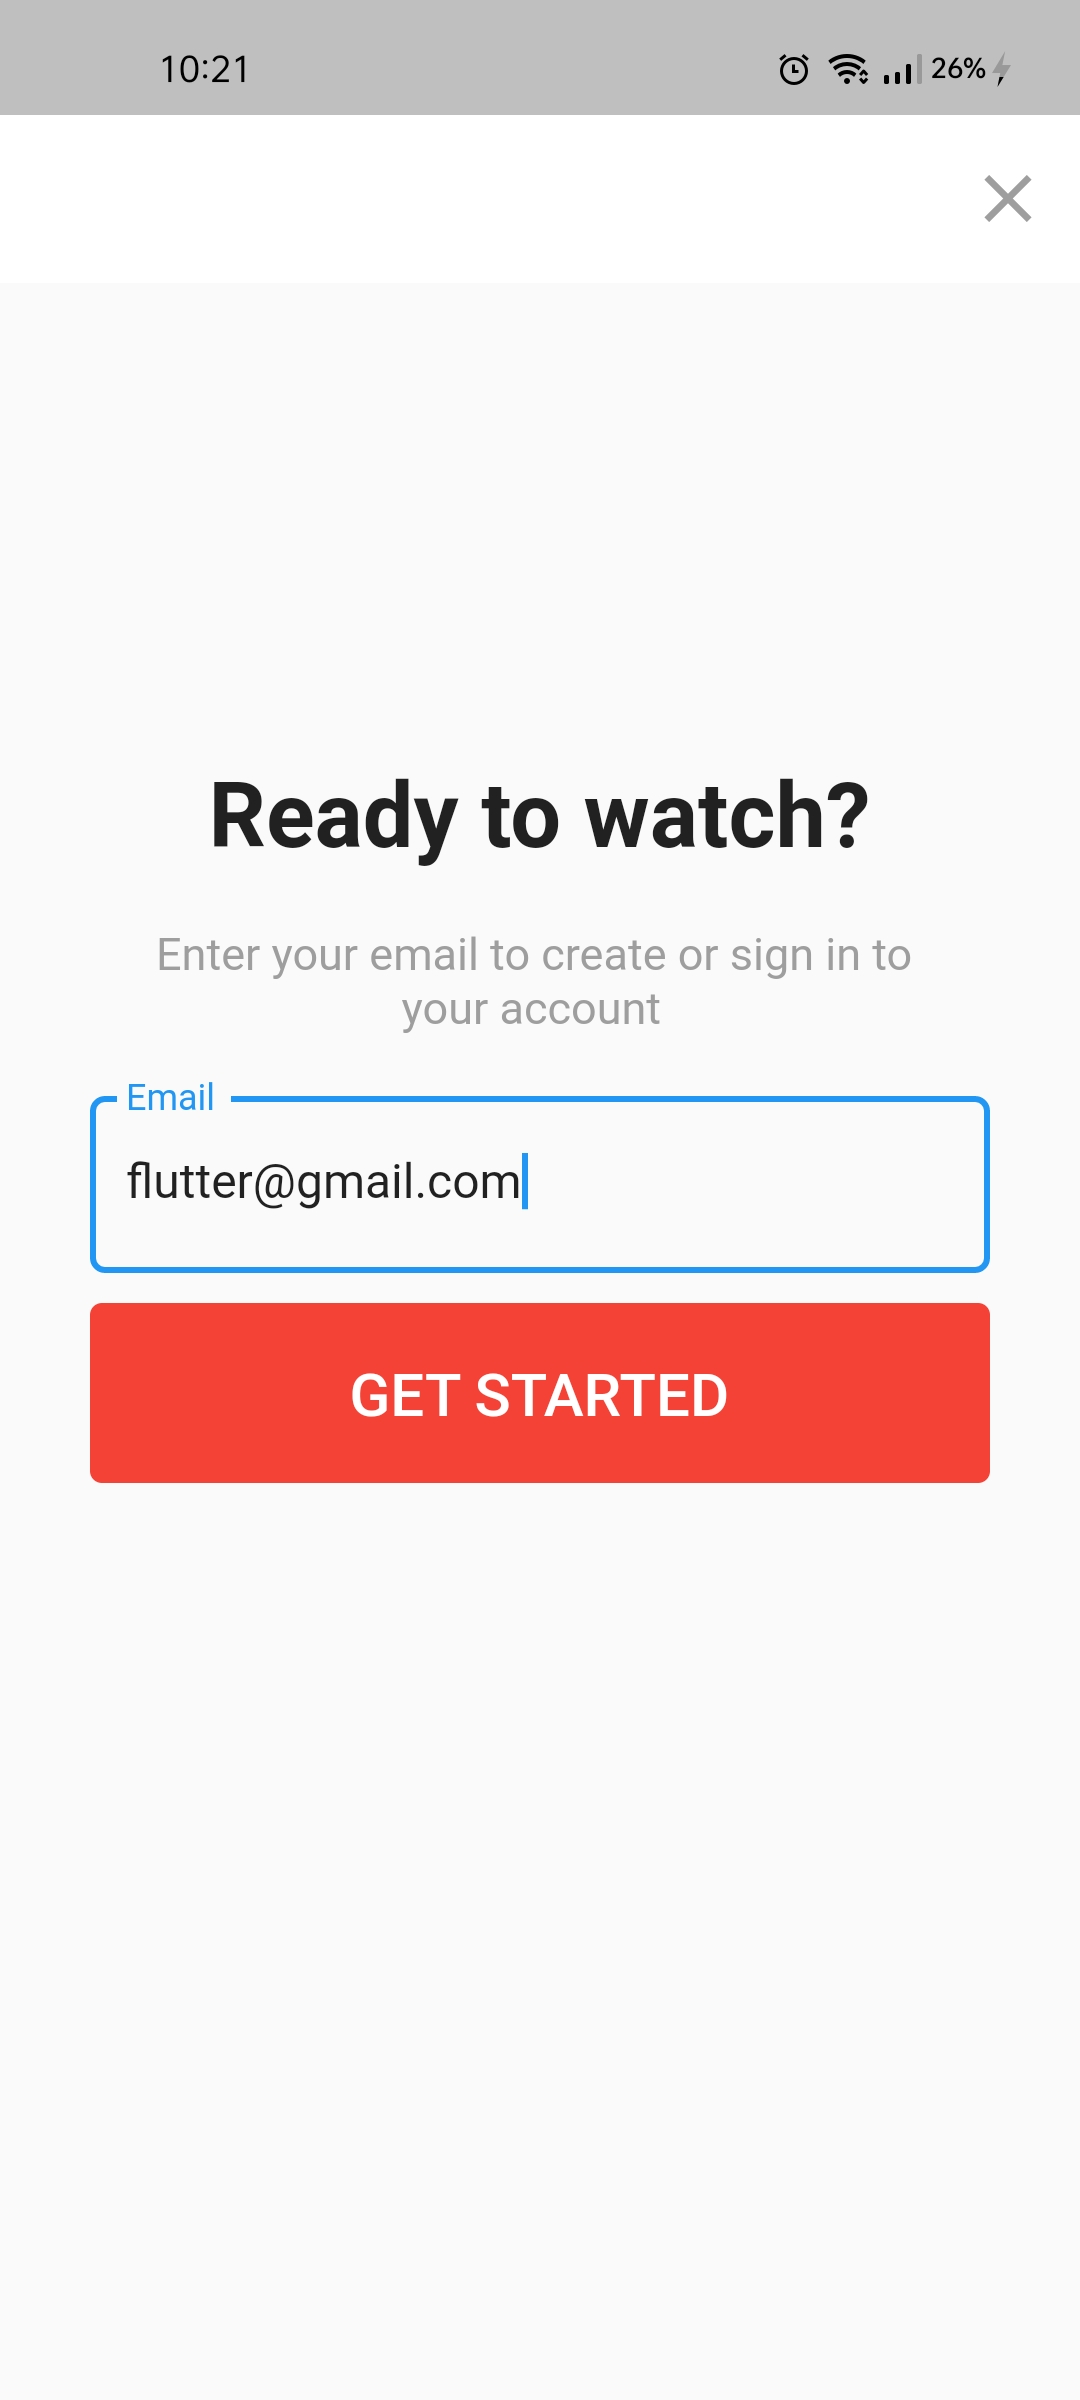 10:21
26%
Ready to watch?
Enter your email to create or sign in to
your account
Email
flutter@gmail.com
GET STARTED